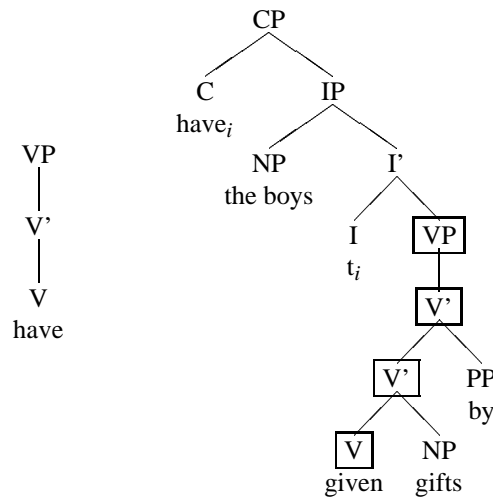 CP
C IP
have_i
VP NP I'
the boys
V' I VP
t_i
V V'
have
V' PP
by
V NP
given gifts